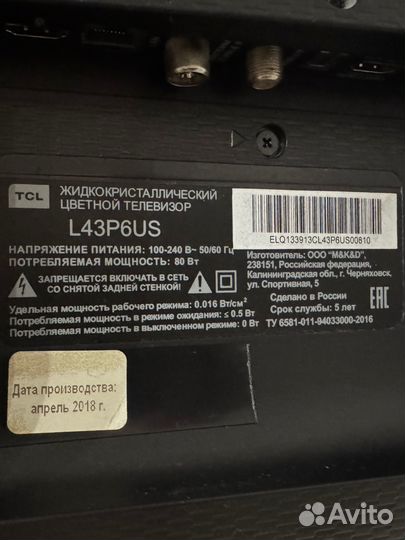 TCL
ЖИДКОКРИСТАЛЛИЧЕСКИЙ
ЦВЕТНОЙ ТЕЛЕВИЗОР
L43P6US
НАПРЯЖЕНИЕ ПИТАНИЯ: 100-240 В~ 50/60 Гц
ПОТРЕБЛЯЕМАЯ МОЩНОСТЬ: 80 Вт
ЗАПРЕЩАЕТСЯ ВКЛЮЧАТЬ В СЕТЬ
СО СНЯТОЙ ЗАДНЕЙ СТЕНКОЙ!
Удельная мощность рабочего режима: 0.016 Вт/см²
Потребляемая мощность в режиме ожидания: ≤ 0.5 Вт
Потребляемая мощность в выключенном режиме: 0 Вт
ELQ133913CL43P6US00810
Изготовитель: ООО "M&K&D",
238151, Российская федерация,
Калининградская обл., г. Черняховск,
ул. Спортивная, 5
Сделано в России
Срок службы: 5 лет
ТУ 6581-011-94033000-2016
EAC
Дата производства:
апрель 2018 г.
Avito